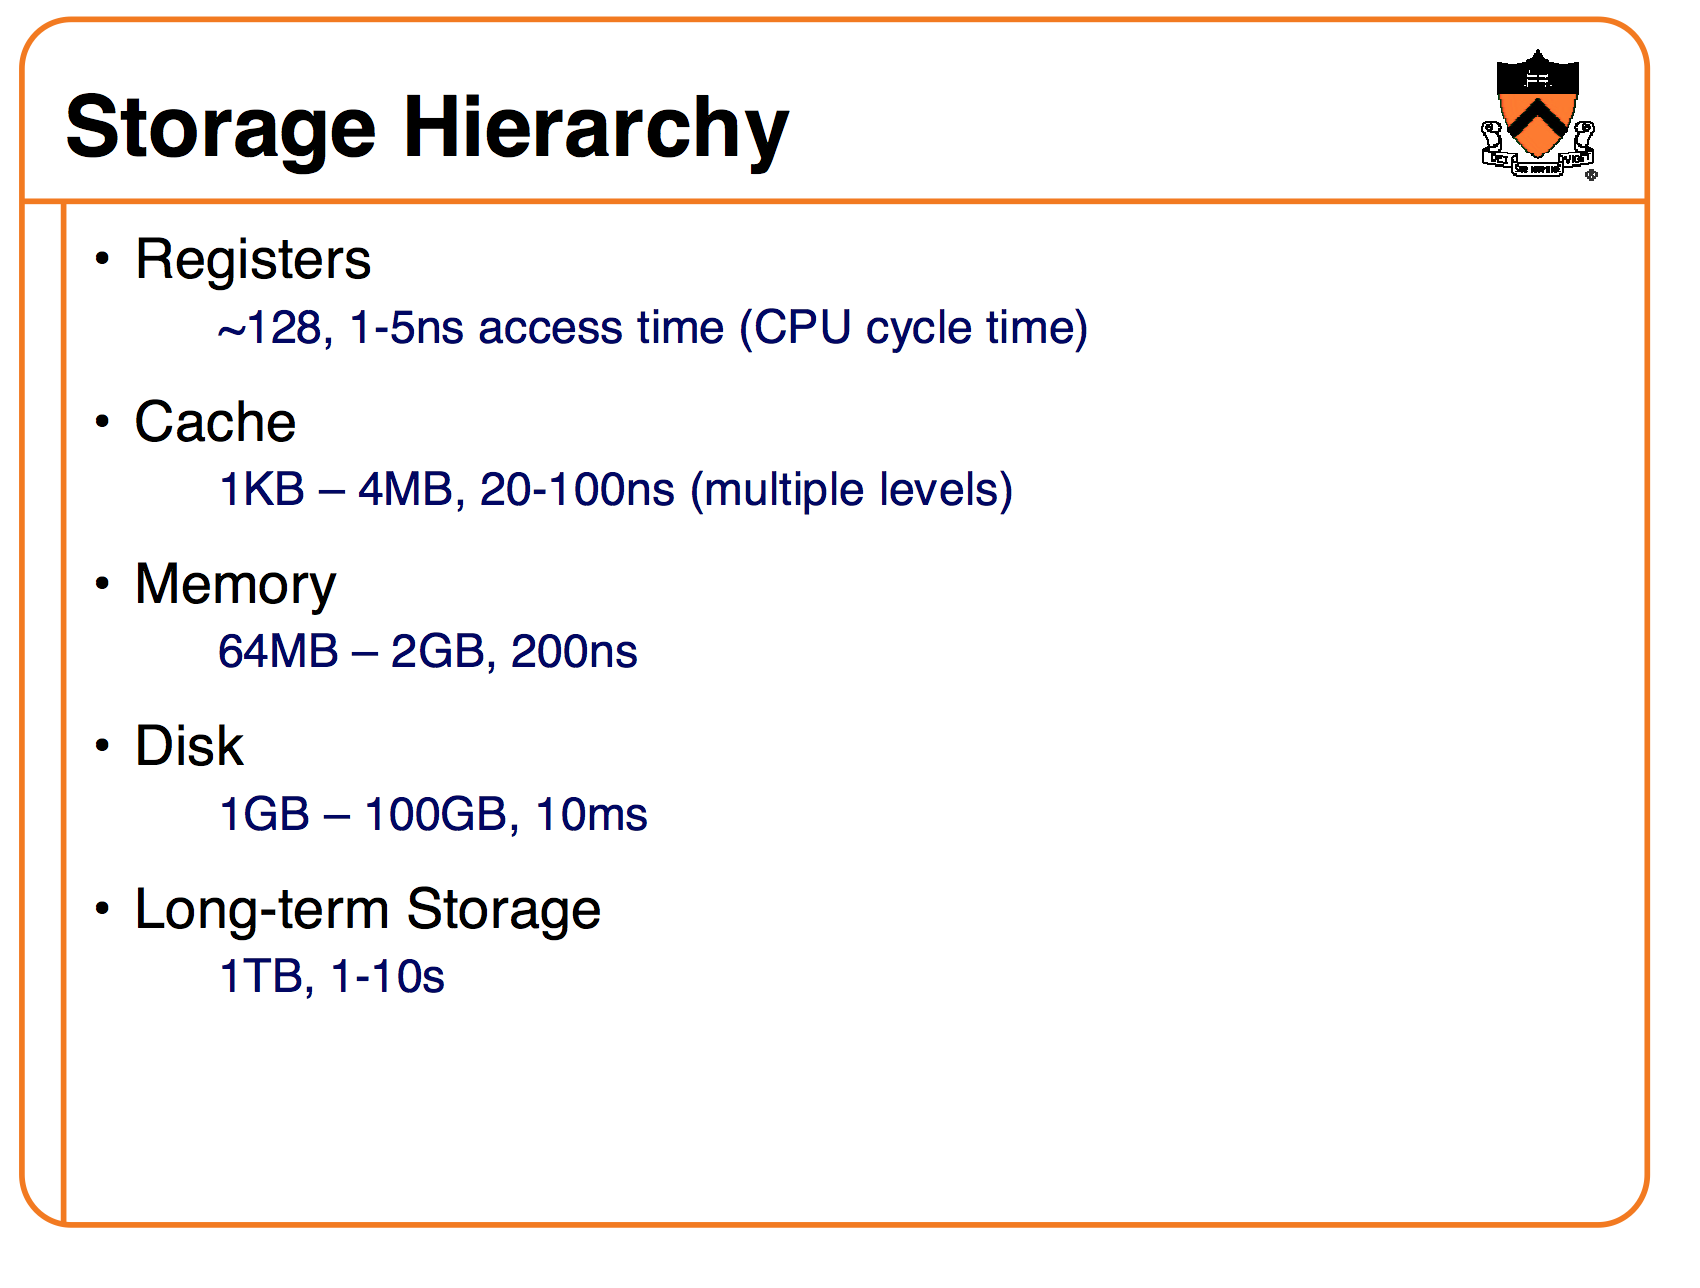 Storage Hierarchy
• Registers
~128, 1-5ns access time (CPU cycle time)
• Cache
1KB – 4MB, 20-100ns (multiple levels)
• Memory
64MB – 2GB, 200ns
• Disk
1GB – 100GB, 10ms
• Long-term Storage
1TB, 1-10s
®